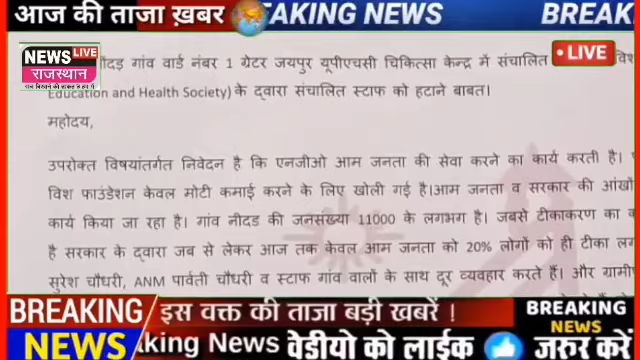 आज की ताजा ख़बर BREAKING NEWS BREAK
NEWS LIVE
राजस्थान
LIVE
नीदड़ गांव वार्ड नंबर 1 ग्रेटर जयपुर यूपीएचसी चिकित्सा केन्द्र में संचालित विश
Education and Health Society) के द्वारा संचालित स्टाफ को हटाने बाबत।
महोदय,
उपरोक्त विषयांतर्गत निवेदन है कि एनजीओ आम जनता की सेवा करने का कार्य करती है।
विश फाउंडेशन केवल मोटी कमाई करने के लिए खोली गई है।आम जनता व सरकार की आंखों
कार्य किया जा रहा है। गांव नीदड की जनसंख्या 11000 के लगभग है। जबसे टीकाकरण का
है सरकार के द्वारा जब से लेकर आज तक केवल आम जनता को 20% लोगों को ही टीका लग
सुरेश चौधरी, ANM पार्वती चौधरी व स्टाफ गांव वालों के साथ दूर व्यवहार करते हैं। और ग्रामी
BREAKING NEWS
इस वक्त की ताजा बड़ी खबरें !
BREAKING NEWS
king News वेडीयो को लाईक जरूर करें